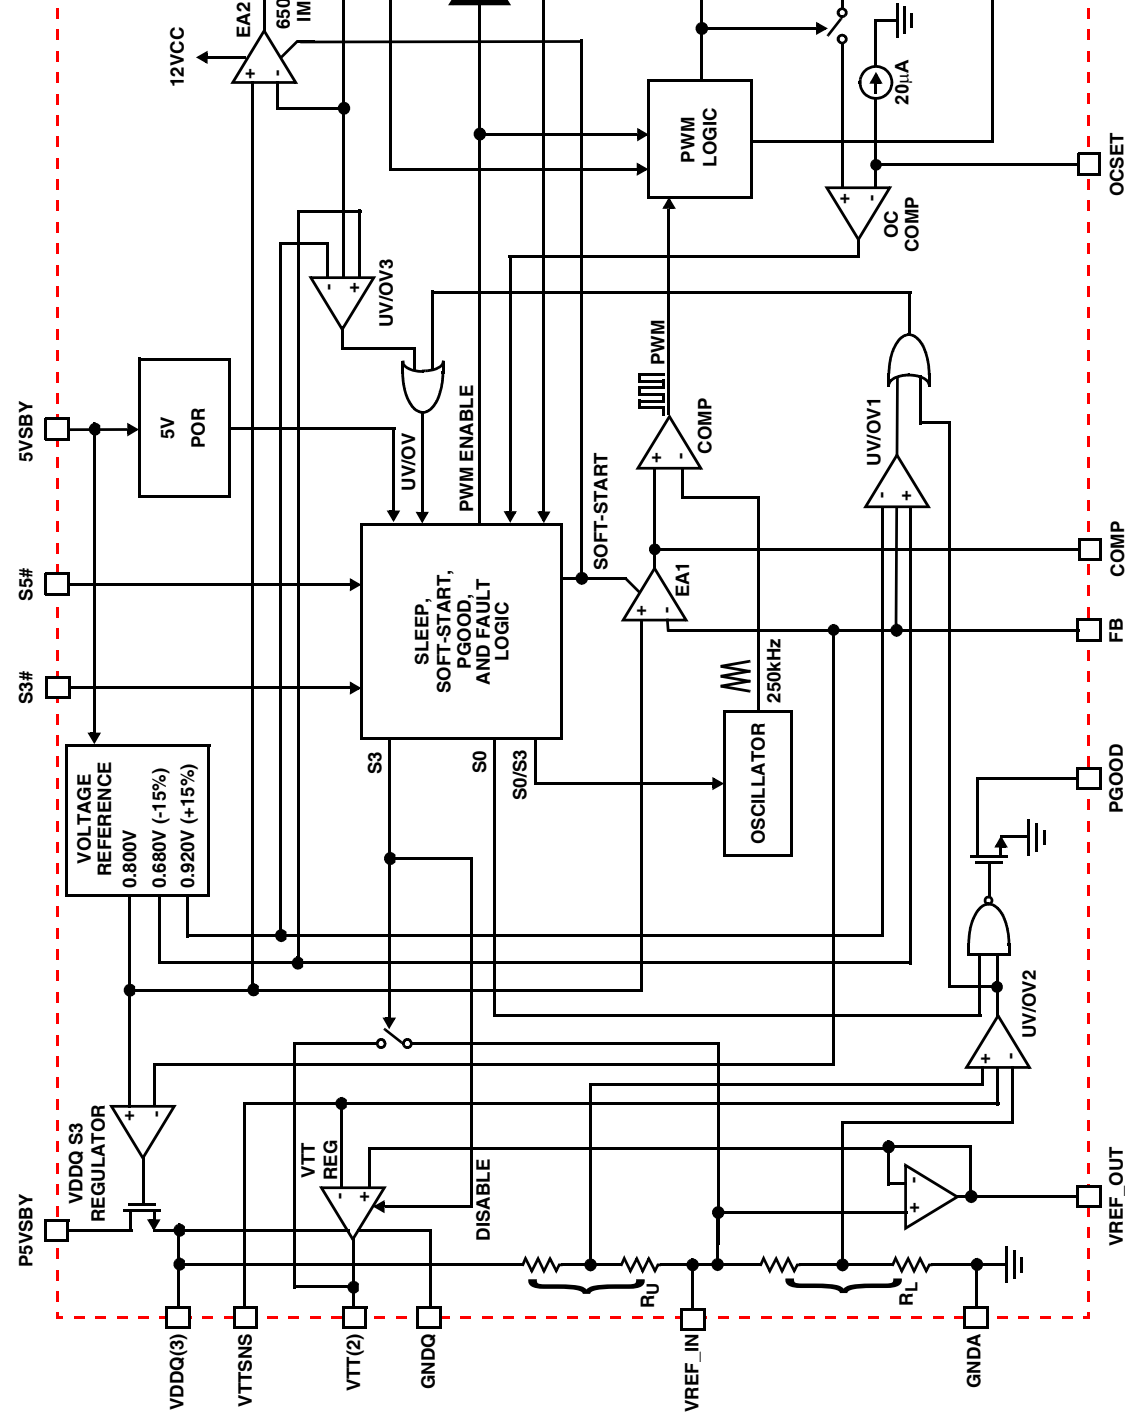 12VCC
EA2
650
IM
+
-
PWM
LOGIC
20µA
OCSET
+
-
OC
COMP
-
+
UV/OV3
5VSBY
5V
POR
UV/OV
PWM ENABLE
PWM
+
-
COMP
UV/OV1
-
+
SOFT-START
S5#
S3#
SLEEP,
SOFT-START,
PGOOD,
AND FAULT
LOGIC
+
-
EA1
COMP
FB
250kHz
OSCILLATOR
S3
S0
S0/S3
VOLTAGE
REFERENCE
0.800V
0.680V (-15%)
0.920V (+15%)
PGOOD
UV/OV2
+
-
VDDQ S3
REGULATOR
+
-
P5VSBY
VTT
REG
-
+
DISABLE
-
+
VREF_OUT
RU
RL
VDDQ(3)
VTTSNS
VTT(2)
GNDQ
VREF_IN
GNDA